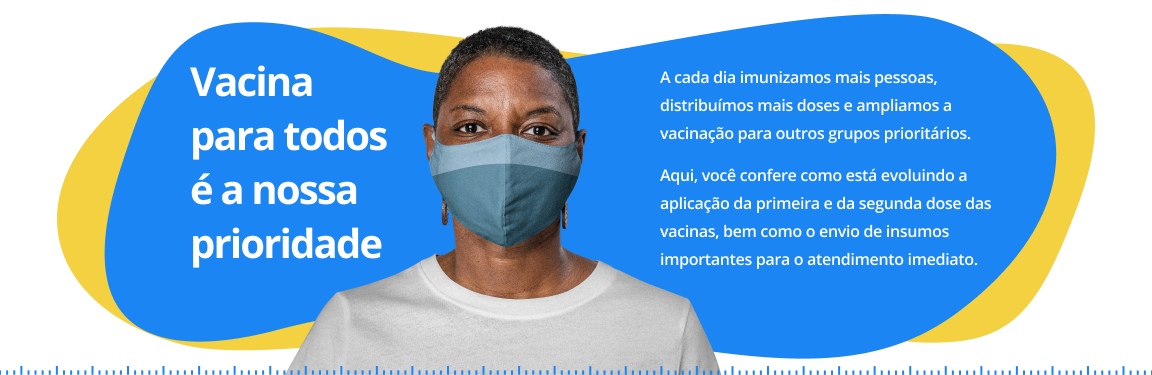 Vacina
para todos
é a nossa
prioridade
A cada dia imunizamos mais pessoas,
distribuímos mais doses e ampliamos a
vacinação para outros grupos prioritários.
Aqui, você confere como está evoluindo a
aplicação da primeira e da segunda dose das
vacinas, bem como o envio de insumos
importantes para o atendimento imediato.